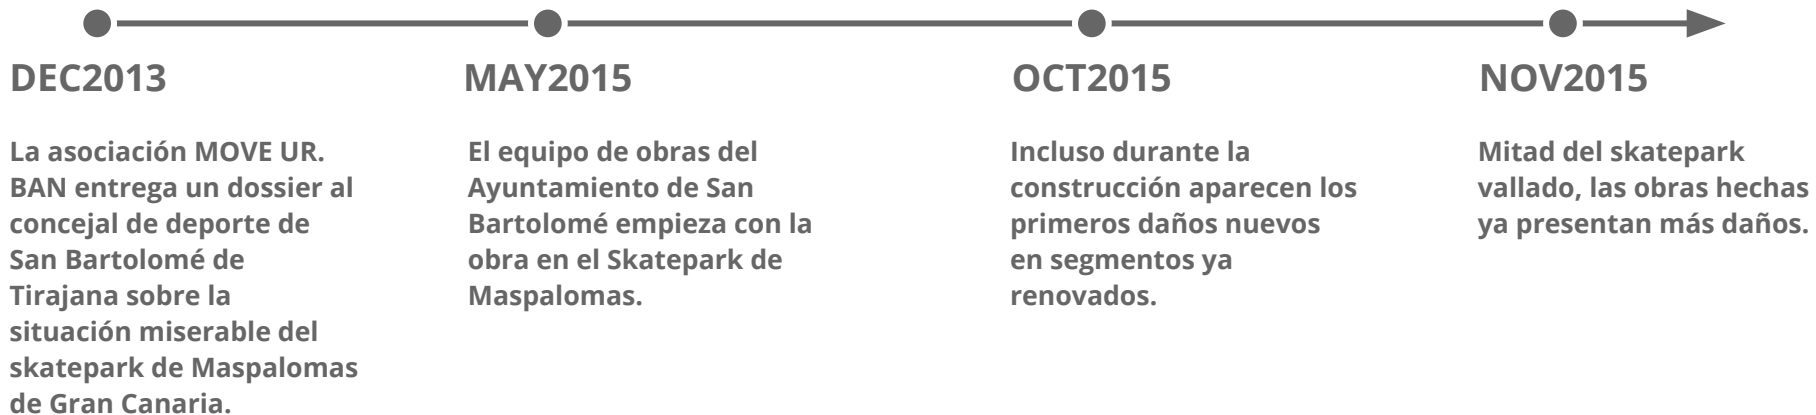 DEC2013
La asociación MOVE UR.
BAN entrega un dossier al
concejal de deporte de
San Bartolomé de
Tirajana sobre la
situación miserable del
skatepark de Maspalomas
de Gran Canaria.
MAY2015
El equipo de obras del
Ayuntamiento de San
Bartolomé empieza con la
obra en el Skatepark de
Maspalomas.
OCT2015
Incluso durante la
construcción aparecen los
primeros daños nuevos
en segmentos ya
renovados.
NOV2015
Mitad del skatepark
vallado, las obras hechas
ya presentan más daños.